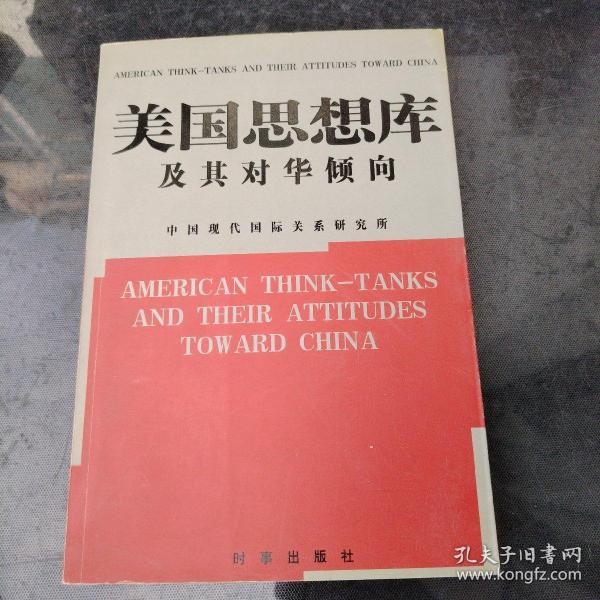 AMERICAN THINK-TANKS AND THEIR ATTITUDES TOWARD CHINA
美国思想库
及其对华倾向
中国现代国际关系研究所
AMERICAN THINK-TANKS
AND THEIR ATTITUDES
TOWARD CHINA
时事出版社
孔夫子旧书网
www.kongfz.com